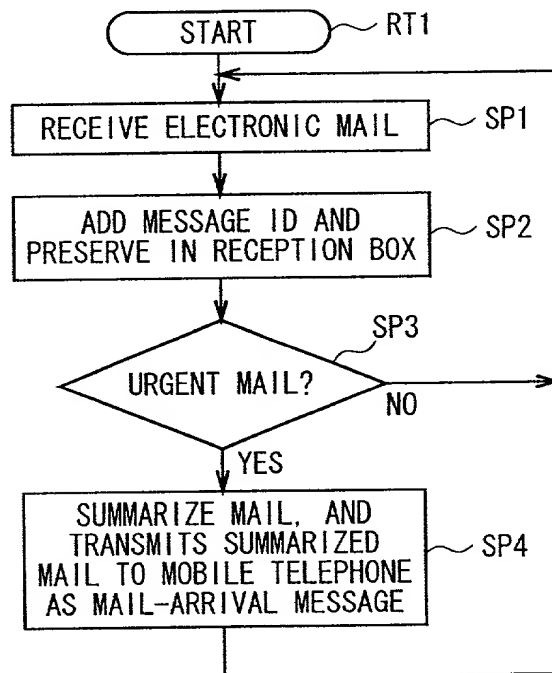 START
RT1
RECEIVE ELECTRONIC MAIL
SP1
ADD MESSAGE ID AND
PRESERVE IN RECEPTION BOX
SP2
SP3
URGENT MAIL?
NO
YES
SUMMARIZE MAIL, AND
TRANSMITS SUMMARIZED
MAIL TO MOBILE TELEPHONE
AS MAIL-ARRIVAL MESSAGE
SP4